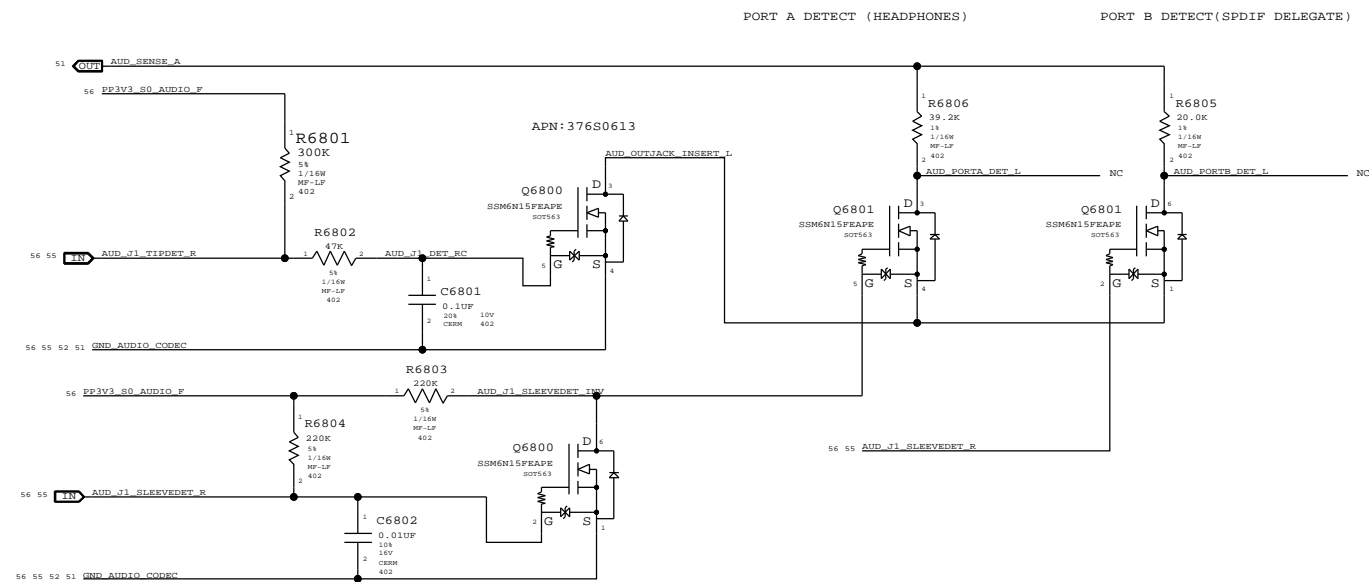 PORT A DETECT (HEADPHONES)
PORT B DETECT(SPDIF DELEGATE)
51 OUT AUD_SENSE_A
56 PP3V3_S0_AUDIO_F
1
R6801
300K
5%
1/16W
MF-LF
402
2
APN:376S0613
AUD_OUTJACK_INSERT_L
1
R6806
39.2K
1%
1/16W
MF-LF
402
2
1
R6805
20.0K
1%
1/16W
MF-LF
402
2
AUD_PORTA_DET_L NC
AUD_PORTB_DET_L NC
Q6800
SSM6N15FEAPE
SOT563
D 3
5 G S 4
Q6801
SSM6N15FEAPE
SOT563
D 3
5 G S 4
Q6801
SSM6N15FEAPE
SOT563
D 6
2 G S 1
56 55 IN AUD_J1_TIPDET_R
R6802
47K
1 2
5%
1/16W
MF-LF
402
AUD_J1_DET_RC
1
C6801
0.1UF
20% 10V
CERM 402
2
56 55 52 51 GND_AUDIO_CODEC
56 PP3V3_S0_AUDIO_F
R6803
220K
1 2
5%
1/16W
MF-LF
402
AUD_J1_SLEEVEDET_INV
1
R6804
220K
5%
1/16W
MF-LF
402
2
Q6800
SSM6N15FEAPE
SOT563
D 6
2 G S 1
56 55 AUD_J1_SLEEVEDET_R
56 55 IN AUD_J1_SLEEVEDET_R
1
C6802
0.01UF
10%
16V
CERM
402
2
56 55 52 51 GND_AUDIO_CODEC